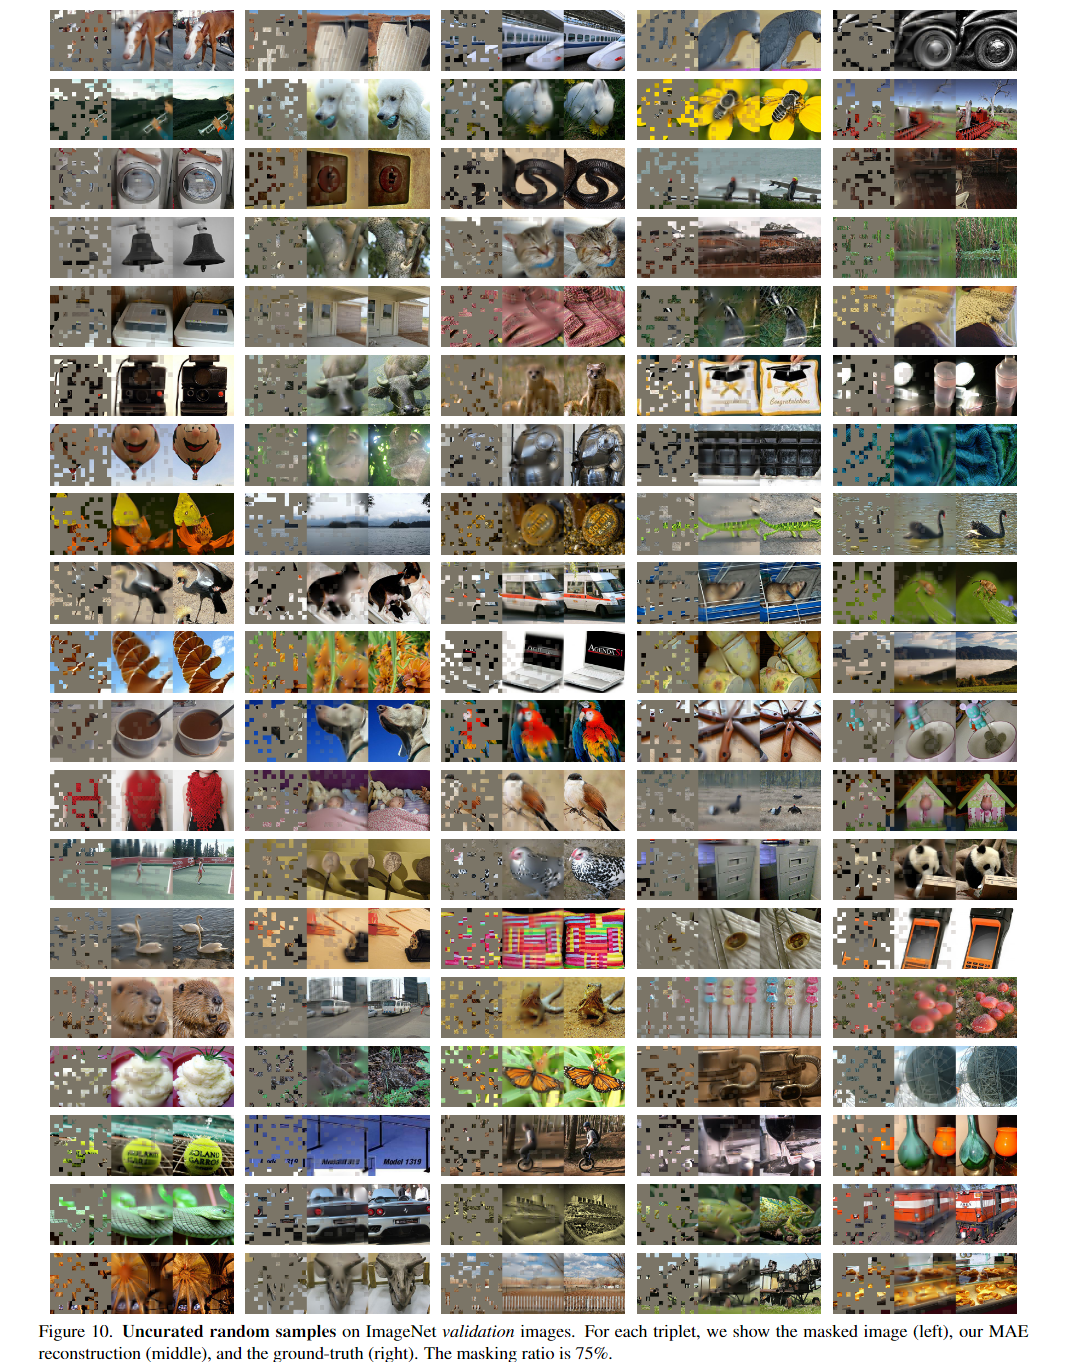 Congratulations
AGENDA
ROLAND
GARROS
1319
Model 1319
Figure 10. Uncurated random samples on ImageNet validation images. For each triplet, we show the masked image (left), our MAE
reconstruction (middle), and the ground-truth (right). The masking ratio is 75%.